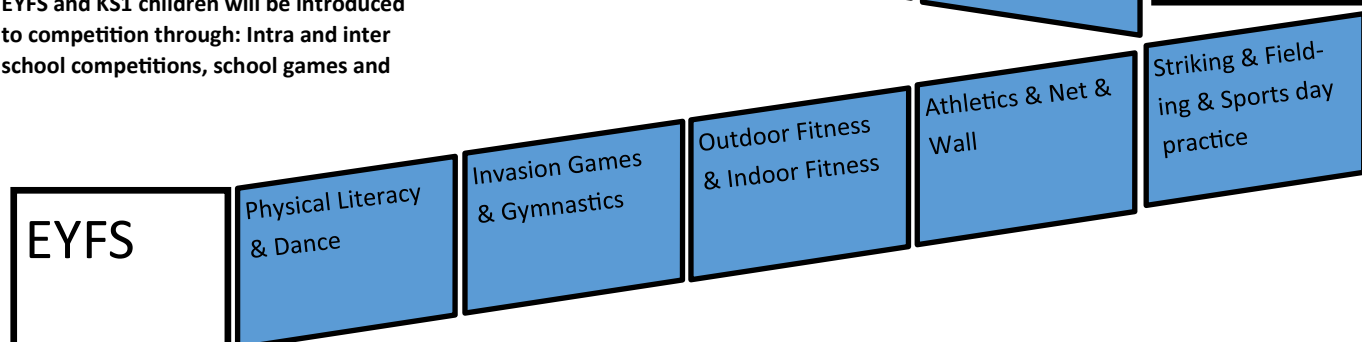 EYFS and KS1 children will be introduced
to competition through: Intra and inter
school competitions, school games and
EYFS
Physical Literacy
& Dance
Invasion Games
& Gymnastics
Outdoor Fitness
& Indoor Fitness
Athletics & Net &
Wall
Striking & Field-
ing & Sports day
practice